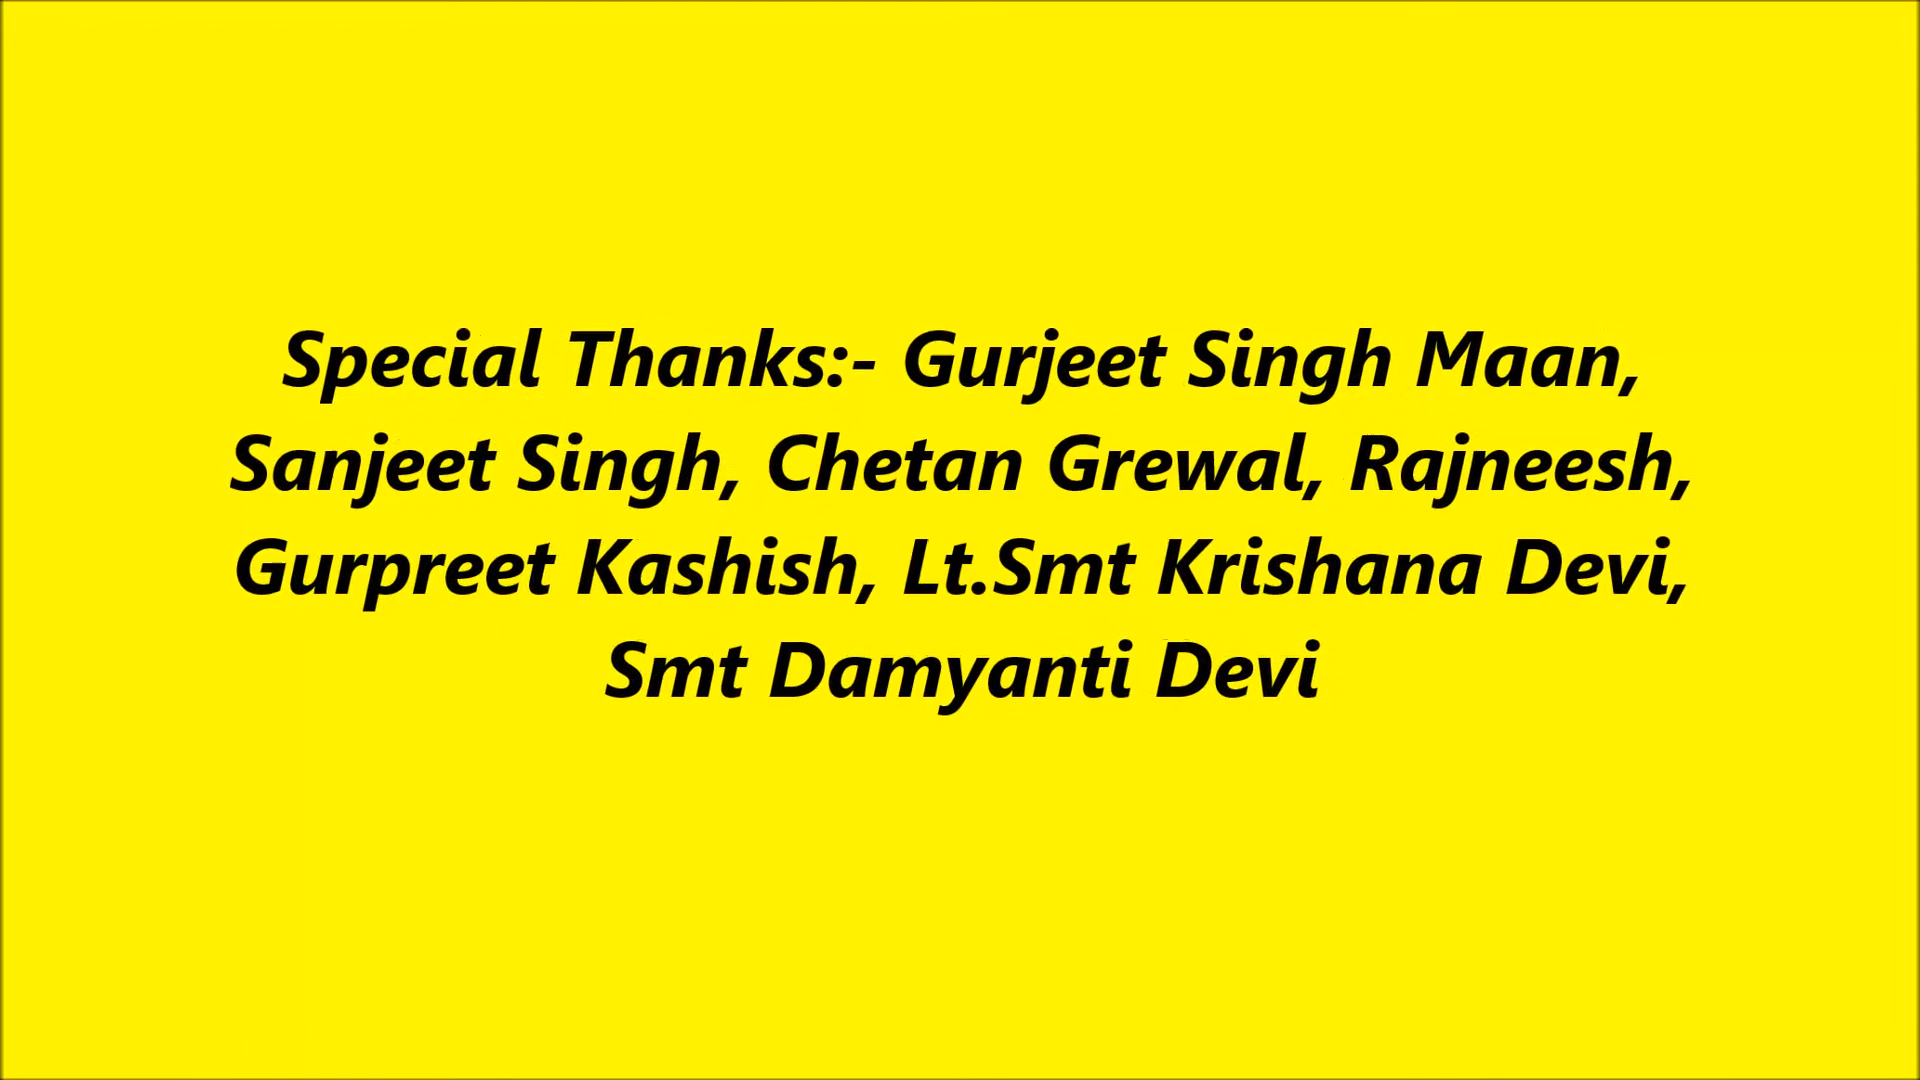 Special Thanks:- Gurjeet Singh Maan,
Sanjeet Singh, Chetan Grewal, Rajneesh,
Gurpreet Kashish, Lt.Smt Krishana Devi,
Smt Damyanti Devi